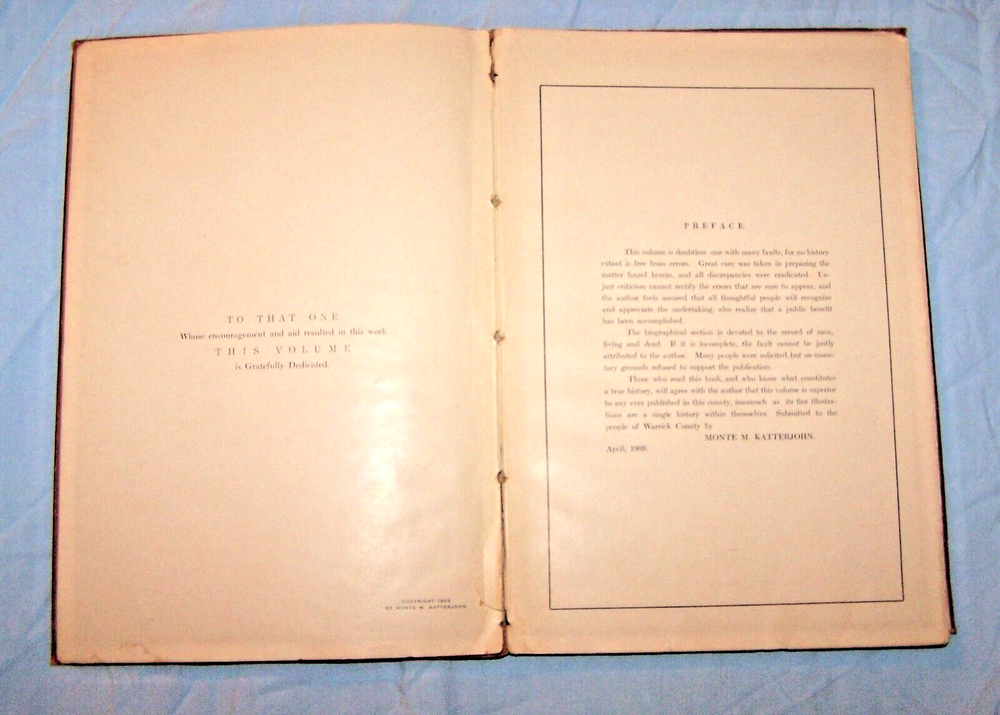 TO THAT ONE
Whose encouragement and aid resulted in this work
THIS VOLUME
is Gratefully Dedicated.
COPYRIGHT 1909
BY MONTE M. KATTERJOHN
PREFACE.
This volume is doubtless one with many faults, for no history
extant is free from errors. Great care was taken in preparing the
matter found herein, and all discrepancies were eradicated. Un-
just criticism cannot rectify the errors that are sure to appear, and
the author feels assured that all thoughtful people will recognize
and appreciate the undertaking, also realize that a public benefit
has been accomplished.
The biographical section is devoted to the record of men,
living and dead. If it is incomplete, the fault cannot be justly
attributed to the author. Many people were solicited, but on mone-
tary grounds refused to support the publication.
Those who read this book, and who know what constitutes
a true history, will agree with the author that this volume is superior
to any ever published in this county, inasmuch as its fine illustra-
tions are a single history within themselves. Submitted to the
people of Warrick County by
MONTE M. KATTERJOHN.
April, 1909.